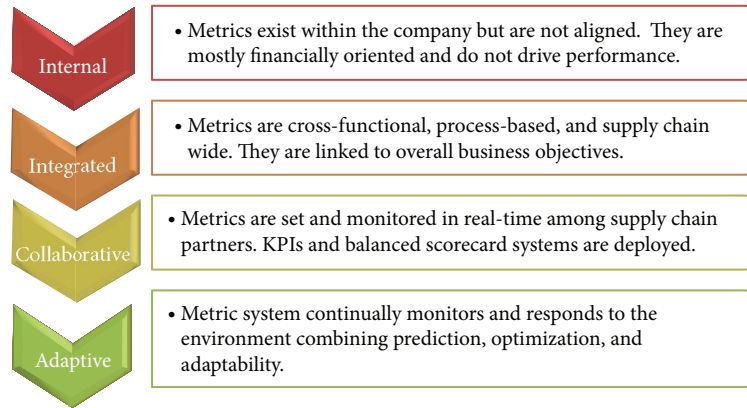 Internal
• Metrics exist within the company but are not aligned. They are
mostly financially oriented and do not drive performance.
Integrated
• Metrics are cross-functional, process-based, and supply chain
wide. They are linked to overall business objectives.
Collaborative
• Metrics are set and monitored in real-time among supply chain
partners. KPIs and balanced scorecard systems are deployed.
Adaptive
• Metric system continually monitors and responds to the
environment combining prediction, optimization, and
adaptability.